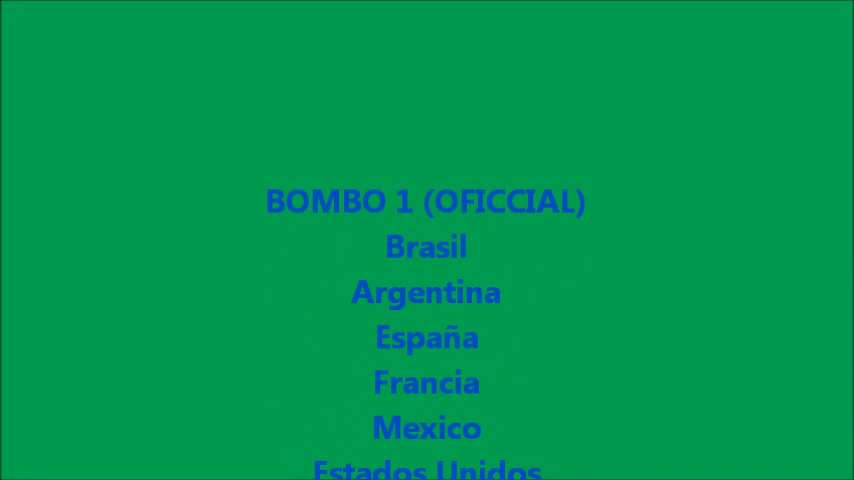 BOMBO 1 (OFICCIAL)
Brasil
Argentina
España
Francia
Mexico
Estados Unidos